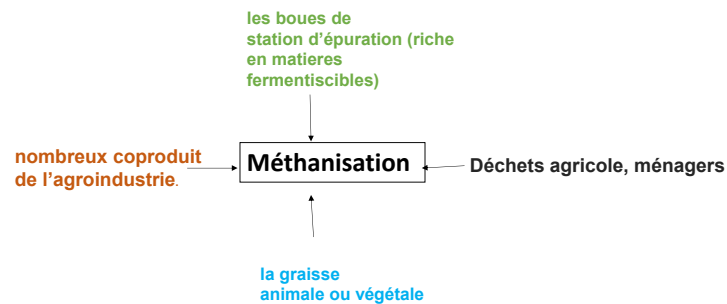 les boues de
station d'épuration (riche
en matieres
fermentiscibles)
nombreux coproduit
de l'agroindustrie.
Méthanisation
Déchets agricole, ménagers
la graisse
animale ou végétale